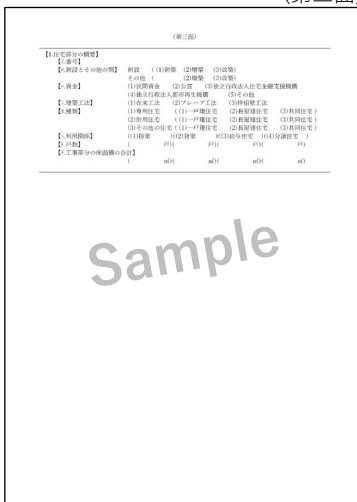 (第三面)
【1.住宅部分の概要】
【イ.番号】
【ロ.新設とその他の別】 新設 ( (1)新築 (2)増築 (3)改築)
その他 ( (2)増築 (3)改築)
【ハ.資金】 (1)民間資金 (2)公営 (3)独立行政法人住宅金融支援機構
(4)独立行政法人都市再生機構 (5)その他
【ニ.建築工法】 (1)在来工法 (2)プレハブ工法 (3)枠組壁工法
【ホ.種類】 (1)専用住宅 ( (1)一戸建住宅 (2)長屋建住宅 (3)共同住宅 )
(2)併用住宅 ( (1)一戸建住宅 (2)長屋建住宅 (3)共同住宅 )
(3)その他の住宅 ( (1)一戸建住宅 (2)長屋建住宅 (3)共同住宅 )
【ヘ.利用関係】 ((1)持家 )((2)貸家 )((3)給与住宅 )((4)分譲住宅 )
【ト.戸数】 ( 戸)( 戸)( 戸)( 戸)
【チ.工事部分の床面積の合計】
( ㎡)( ㎡)( ㎡)( ㎡)
Sample